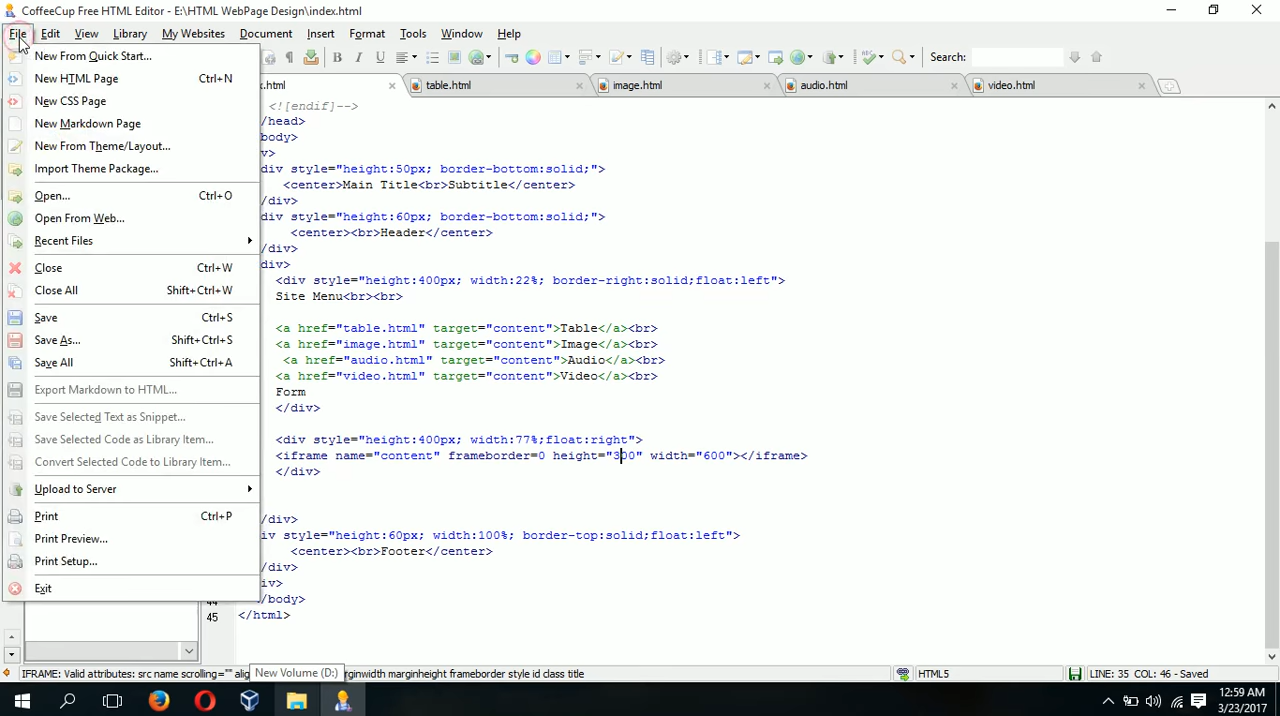 CoffeeCup Free HTML Editor - E:\HTML WebPage Design\index.html
File Edit View Library My Websites Document Insert Format Tools Window Help
Search:
x.html table.html image.html audio.html video.html
New From Quick Start...
New HTML Page Ctrl+N
New CSS Page
New Markdown Page
New From Theme/Layout...
Import Theme Package...
Open... Ctrl+O
Open From Web...
Recent Files
Close Ctrl+W
Close All Shift+Ctrl+W
Save Ctrl+S
Save As... Shift+Ctrl+S
Save All Shift+Ctrl+A
Export Markdown to HTML...
Save Selected Text as Snippet...
Save Selected Code as Library Item...
Convert Selected Code to Library Item...
Upload to Server
Print Ctrl+P
Print Preview...
Print Setup...
Exit
<![endif]-->
/head>
body>
v>
div style="height:50px; border-bottom:solid;">
<center>Main Title<br>Subtitle</center>
/div>
div style="height:60px; border-bottom:solid;">
<center><br>Header</center>
/div>
div>
<div style="height:400px; width:22%; border-right:solid;float:left">
Site Menu<br><br>
<a href="table.html" target="content">Table</a><br>
<a href="image.html" target="content">Image</a><br>
<a href="audio.html" target="content">Audio</a><br>
<a href="video.html" target="content">Video</a><br>
Form
</div>
<div style="height:400px; width:77%;float:right">
<iframe name="content" frameborder=0 height="300" width="600"></iframe>
</div>
/div>
div style="height:60px; width:100%; border-top:solid;float:left">
<center><br>Footer</center>
/div>
iv>
44 /body>
45 </html>
New Volume (D:)
IFRAME: Valid attributes: src name scrolling="" alig rginwidth marginheight frameborder style id class title
HTML5
LINE: 35 COL: 46 - Saved
12:59 AM
3/23/2017